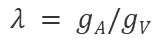 λ = g_A/g_V